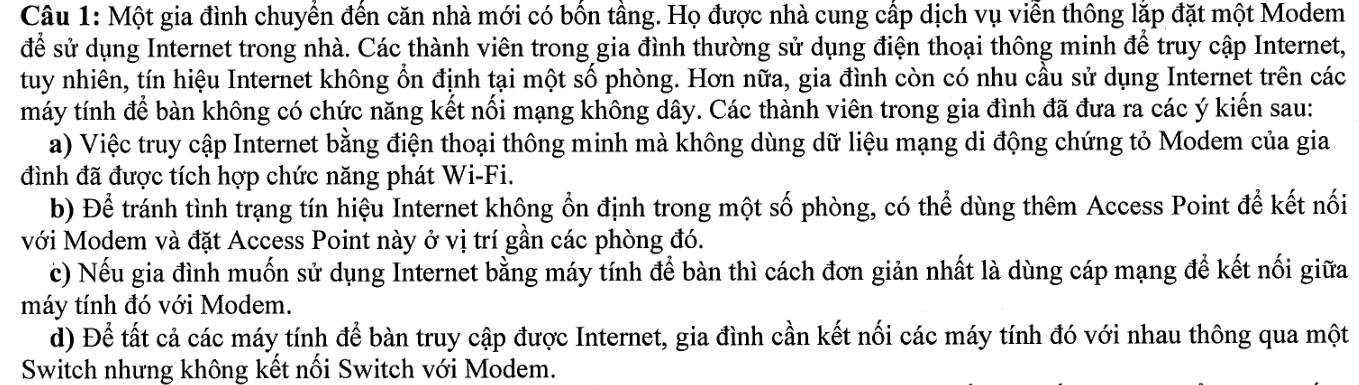 Câu 1: Một gia đình chuyển đến căn nhà mới có bốn tầng. Họ được nhà cung cấp dịch vụ viễn thông lắp đặt một Modem
để sử dụng Internet trong nhà. Các thành viên trong gia đình thường sử dụng điện thoại thông minh để truy cập Internet,
tuy nhiên, tín hiệu Internet không ổn định tại một số phòng. Hơn nữa, gia đình còn có nhu cầu sử dụng Internet trên các
máy tính để bàn không có chức năng kết nối mạng không dây. Các thành viên trong gia đình đã đưa ra các ý kiến sau:
a) Việc truy cập Internet bằng điện thoại thông minh mà không dùng dữ liệu mạng di động chứng tỏ Modem của gia
đình đã được tích hợp chức năng phát Wi-Fi.
b) Để tránh tình trạng tín hiệu Internet không ổn định trong một số phòng, có thể dùng thêm Access Point để kết nối
với Modem và đặt Access Point này ở vị trí gần các phòng đó.
c) Nếu gia đình muốn sử dụng Internet bằng máy tính để bàn thì cách đơn giản nhất là dùng cáp mạng để kết nối giữa
máy tính đó với Modem.
d) Để tất cả các máy tính để bàn truy cập được Internet, gia đình cần kết nối các máy tính đó với nhau thông qua một
Switch nhưng không kết nối Switch với Modem.